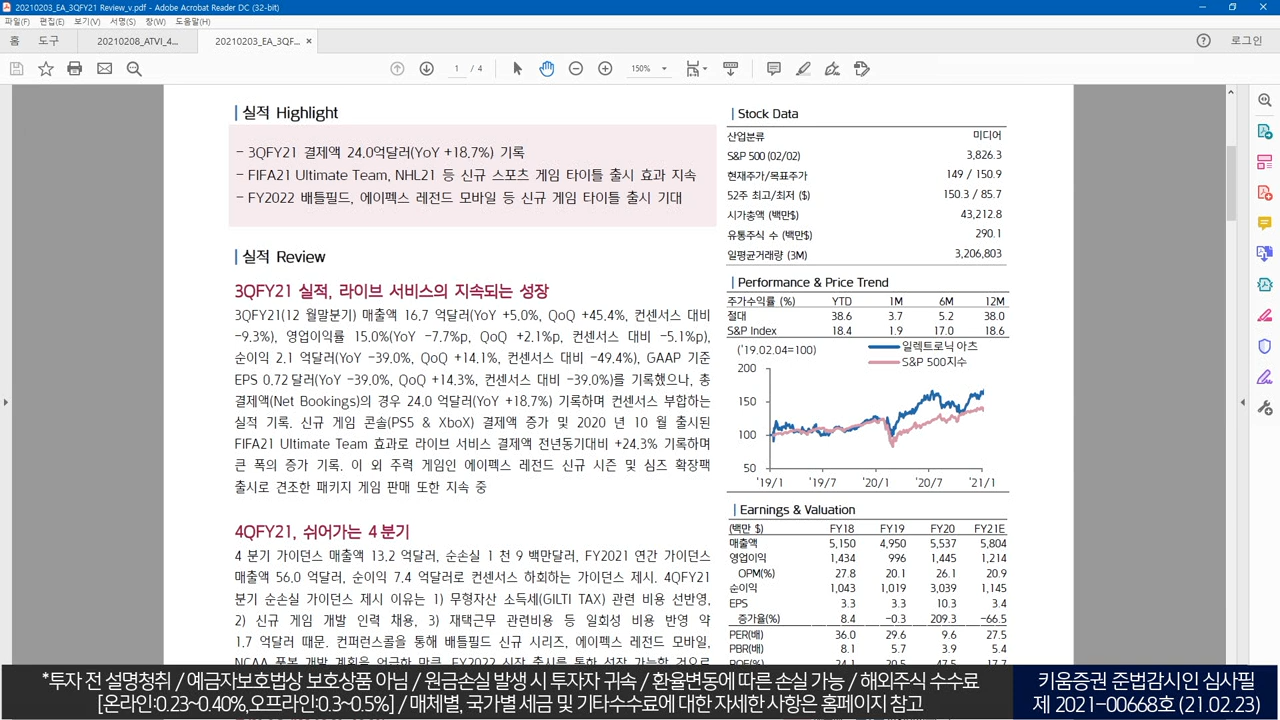 20210203_EA_3QFY21 Review_v.pdf - Adobe Acrobat Reader DC (32-bit)
파일(F) 편집(E) 보기(V) 서명(S) 창(W) 도움말(H)
홈 도구 20210208_ATVI_4... 20210203_EA_3QF... × 로그인
1 / 4 150%
실적 Highlight
- 3QFY21 결제액 24.0억달러(YoY +18.7%) 기록
- FIFA21 Ultimate Team, NHL21 등 신규 스포츠 게임 타이틀 출시 효과 지속
- FY2022 배틀필드, 에이펙스 레전드 모바일 등 신규 게임 타이틀 출시 기대
실적 Review
3QFY21 실적, 라이브 서비스의 지속되는 성장
3QFY21(12 월말분기) 매출액 16.7 억달러(YoY +5.0%, QoQ +45.4%, 컨센서스 대비
-9.3%), 영업이익률 15.0%(YoY -7.7%p, QoQ +2.1%p, 컨센서스 대비 -5.1%p),
순이익 2.1 억달러(YoY -39.0%, QoQ +14.1%, 컨센서스 대비 -49.4%), GAAP 기준
EPS 0.72 달러(YoY -39.0%, QoQ +14.3%, 컨센서스 대비 -39.0%)를 기록했으나, 총
결제액(Net Bookings)의 경우 24.0 억달러(YoY +18.7%) 기록하며 컨센서스 부합하는
실적 기록. 신규 게임 콘솔(PS5 & XboX) 결제액 증가 및 2020 년 10 월 출시된
FIFA21 Ultimate Team 효과로 라이브 서비스 결제액 전년동기대비 +24.3% 기록하며
큰 폭의 증가 기록. 이 외 주력 게임인 에이펙스 레전드 신규 시즌 및 심즈 확장팩
출시로 견조한 패키지 게임 판매 또한 지속 중
4QFY21, 쉬어가는 4 분기
4 분기 가이던스 매출액 13.2 억달러, 순손실 1 천 9 백만달러, FY2021 연간 가이던스
매출액 56.0 억달러, 순이익 7.4 억달러로 컨센서스 하회하는 가이던스 제시. 4QFY21
분기 순손실 가이던스 제시 이유는 1) 무형자산 소득세(GILTI TAX) 관련 비용 선반영,
2) 신규 게임 개발 인력 채용, 3) 재택근무 관련비용 등 일회성 비용 반영 약
1.7 억달러 때문. 컨퍼런스콜을 통해 배틀필드 신규 시리즈, 에이펙스 레전드 모바일,
NCAA 풋볼 개발 계획을 언급한 만큼, FY2022 시장 출시를 통한 성장 가능할 것으로
Stock Data
산업분류 미디어
S&P 500 (02/02) 3,826.3
현재주가/목표주가 149 / 150.9
52주 최고/최저 ($) 150.3 / 85.7
시가총액 (백만$) 43,212.8
유통주식 수 (백만$) 290.1
일평균거래량 (3M) 3,206,803
Performance & Price Trend
주가수익률 (%) YTD 1M 6M 12M
절대 38.6 3.7 5.2 38.0
S&P Index 18.4 1.9 17.0 18.6
('19.02.04=100) 일렉트로닉 아츠
S&P 500지수
200
150
100
50
'19/1 '19/7 '20/1 '20/7 '21/1
Earnings & Valuation
(백만 $) FY18 FY19 FY20 FY21E
매출액 5,150 4,950 5,537 5,804
영업이익 1,434 996 1,445 1,214
OPM(%) 27.8 20.1 26.1 20.9
순이익 1,043 1,019 3,039 1,145
EPS 3.3 3.3 10.3 3.4
증가율(%) 8.4 -0.3 209.3 -66.5
PER(배) 36.0 29.6 9.6 27.5
PBR(배) 8.1 5.7 3.9 5.4
ROE(%) 24.1 20.5 47.5 17.7
*투자 전 설명청취 / 예금자보호법상 보호상품 아님 / 원금손실 발생 시 투자자 귀속 / 환율변동에 따른 손실 가능 / 해외주식 수수료
[온라인:0.23~0.40%,오프라인:0.3~0.5%] / 매체별, 국가별 세금 및 기타수수료에 대한 자세한 사항은 홈페이지 참고
키움증권 준법감시인 심사필
제 2021-00668호 (21.02.23)